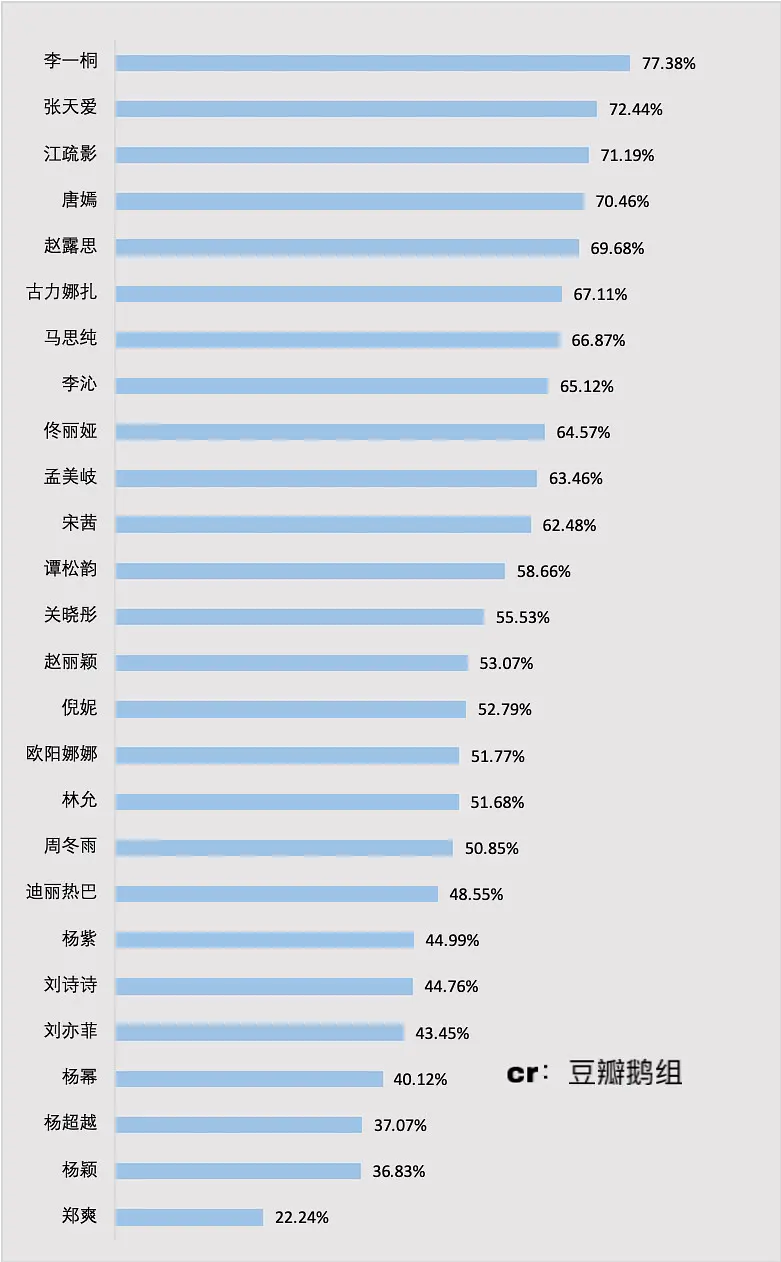 李一桐 77.38%
张天爱 72.44%
江疏影 71.19%
唐嫣 70.46%
赵露思 69.68%
古力娜扎 67.11%
马思纯 66.87%
李沁 65.12%
佟丽娅 64.57%
孟美岐 63.46%
宋茜 62.48%
谭松韵 58.66%
关晓彤 55.53%
赵丽颖 53.07%
倪妮 52.79%
欧阳娜娜 51.77%
林允 51.68%
周冬雨 50.85%
迪丽热巴 48.55%
杨紫 44.99%
刘诗诗 44.76%
刘亦菲 43.45%
杨幂 40.12%
cr：豆瓣鹅组
杨超越 37.07%
杨颖 36.83%
郑爽 22.24%